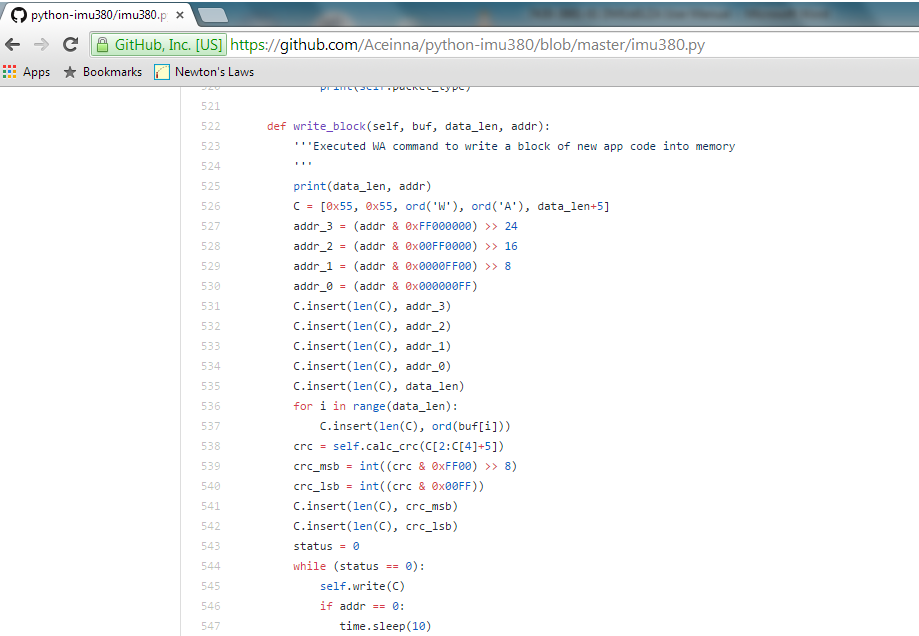 python-imu380/imu380.p ×
GitHub, Inc. [US] https://github.com/Aceinna/python-imu380/blob/master/imu380.py
Apps Bookmarks Newton's Laws
520 print(self.packet_type)
521
522 def write_block(self, buf, data_len, addr):
523 '''Executed WA command to write a block of new app code into memory
524 '''
525 print(data_len, addr)
526 C = [0x55, 0x55, ord('W'), ord('A'), data_len+5]
527 addr_3 = (addr & 0xFF000000) >> 24
528 addr_2 = (addr & 0x00FF0000) >> 16
529 addr_1 = (addr & 0x0000FF00) >> 8
530 addr_0 = (addr & 0x000000FF)
531 C.insert(len(C), addr_3)
532 C.insert(len(C), addr_2)
533 C.insert(len(C), addr_1)
534 C.insert(len(C), addr_0)
535 C.insert(len(C), data_len)
536 for i in range(data_len):
537 C.insert(len(C), ord(buf[i]))
538 crc = self.calc_crc(C[2:C[4]+5])
539 crc_msb = int((crc & 0xFF00) >> 8)
540 crc_lsb = int((crc & 0x00FF))
541 C.insert(len(C), crc_msb)
542 C.insert(len(C), crc_lsb)
543 status = 0
544 while (status == 0):
545 self.write(C)
546 if addr == 0:
547 time.sleep(10)